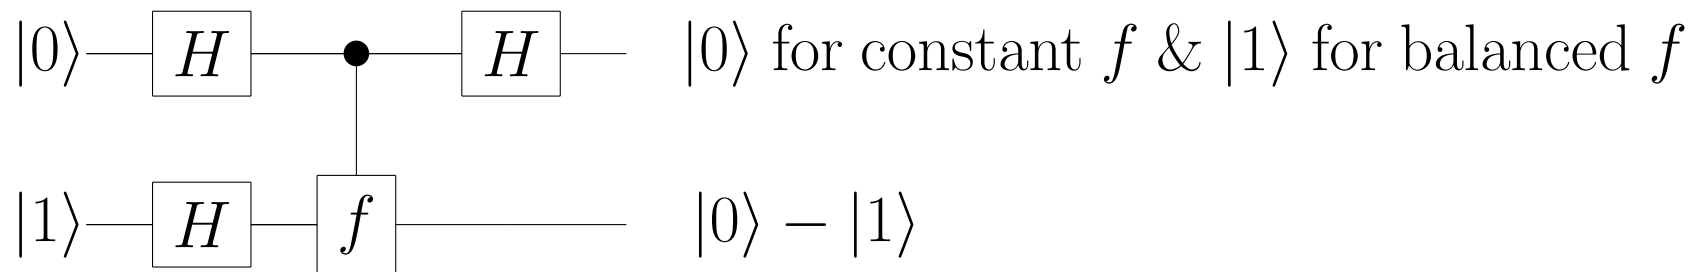 |0⟩ H H |0⟩ for constant f & |1⟩ for balanced f
|1⟩ H f |0⟩ − |1⟩